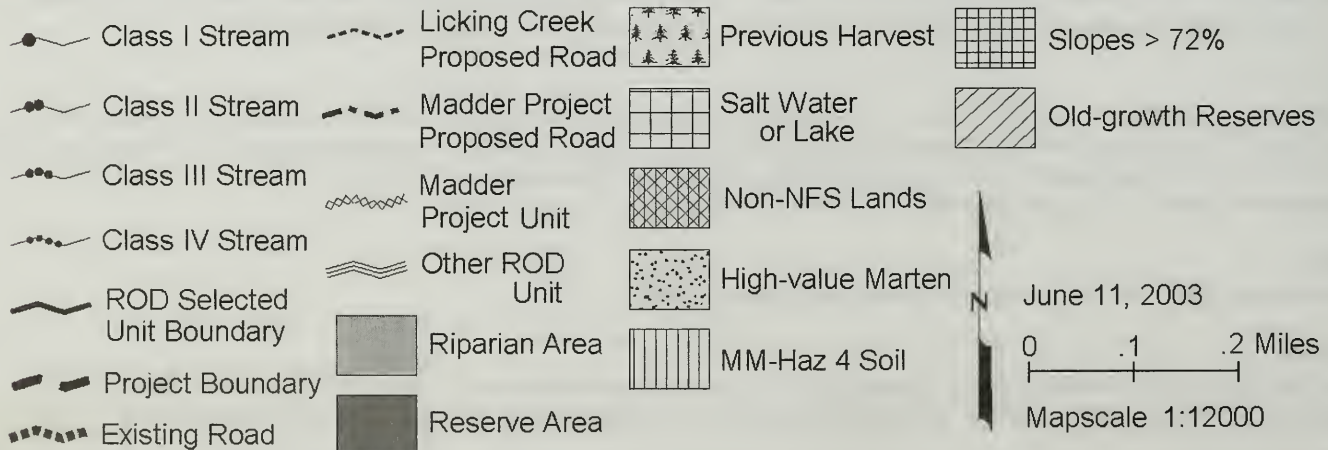 Class I Stream
Class II Stream
Class III Stream
Class IV Stream
ROD Selected
Unit Boundary
Project Boundary
Existing Road
Licking Creek
Proposed Road
Madder Project
Proposed Road
Madder
Project Unit
Other ROD
Unit
Riparian Area
Reserve Area
Previous Harvest
Salt Water
or Lake
Non-NFS Lands
High-value Marten
MM-Haz 4 Soil
Slopes > 72%
Old-growth Reserves
N
June 11, 2003
0 .1 .2 Miles
Mapscale 1:12000